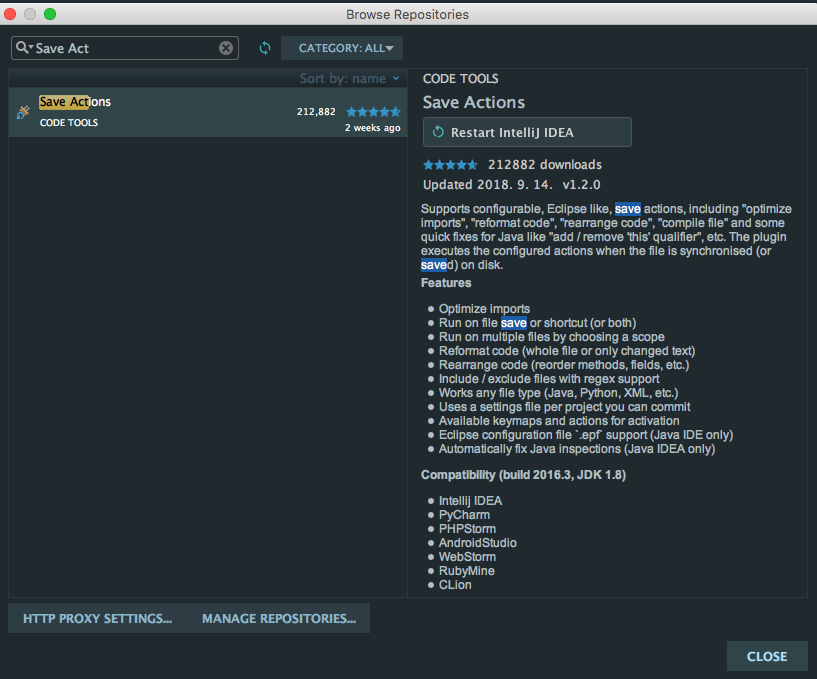 Browse Repositories
Save Act
CATEGORY: ALL
Sort by: name
Save Actions
212,882
CODE TOOLS
2 weeks ago
CODE TOOLS
Save Actions
Restart IntelliJ IDEA
212882 downloads
Updated 2018. 9. 14.  v1.2.0
Supports configurable, Eclipse like, save actions, including "optimize
imports", "reformat code", "rearrange code", "compile file" and some
quick fixes for Java like "add / remove 'this' qualifier", etc. The plugin
executes the configured actions when the file is synchronised (or
saved) on disk.
Features
Optimize imports
Run on file save or shortcut (or both)
Run on multiple files by choosing a scope
Reformat code (whole file or only changed text)
Rearrange code (reorder methods, fields, etc.)
Include / exclude files with regex support
Works any file type (Java, Python, XML, etc.)
Uses a settings file per project you can commit
Available keymaps and actions for activation
Eclipse configuration file `.epf` support (Java IDE only)
Automatically fix Java inspections (Java IDEA only)
Compatibility (build 2016.3, JDK 1.8)
Intellij IDEA
PyCharm
PHPStorm
AndroidStudio
WebStorm
RubyMine
CLion
HTTP PROXY SETTINGS...
MANAGE REPOSITORIES...
CLOSE